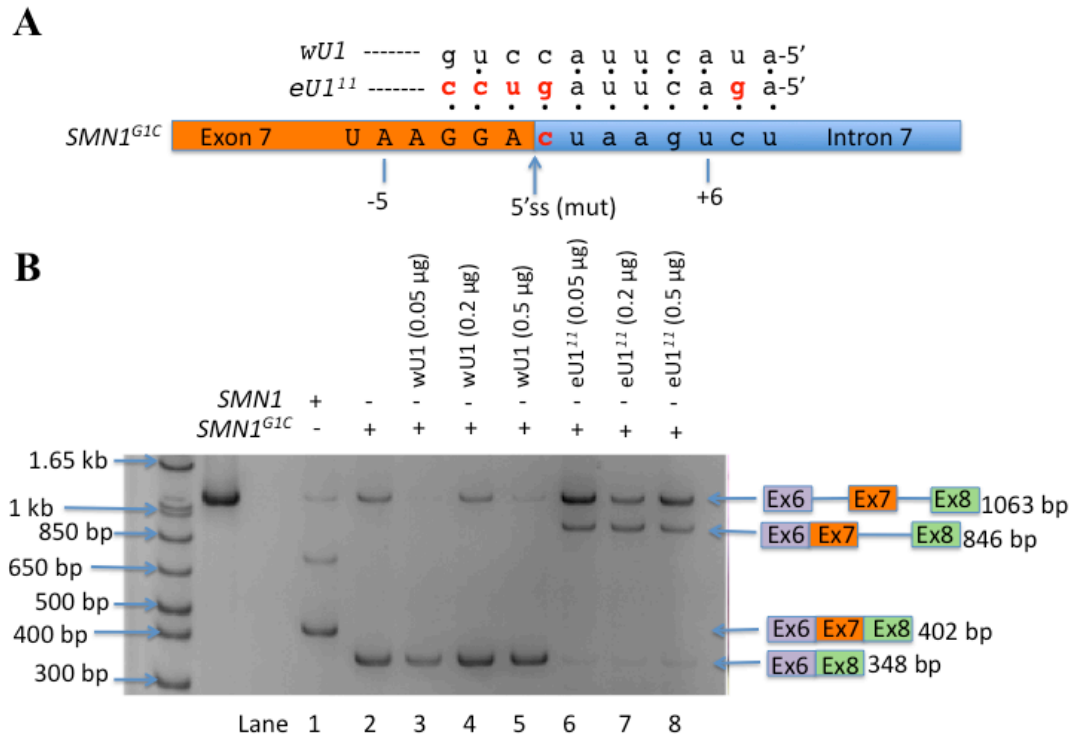 A
wU1 ------- g u c c a u u c a u a-5’
eU1¹¹ ------- c c u g a u u c a g a-5’
SMN1ᴳ¹ᶜ Exon 7 U A A G G A c u a a g u c u Intron 7
-5 5’ss (mut) +6
B
wU1 (0.05 µg)
wU1 (0.2 µg)
wU1 (0.5 µg)
eU1¹¹ (0.05 µg)
eU1¹¹ (0.2 µg)
eU1¹¹ (0.5 µg)
SMN1 + - - - - - - -
SMN1ᴳ¹ᶜ - + + + + + + +
1.65 kb
1 kb
850 bp
650 bp
500 bp
400 bp
300 bp
Ex6 Ex7 Ex8 1063 bp
Ex6 Ex7 Ex8 846 bp
Ex6 Ex7 Ex8 402 bp
Ex6 Ex8 348 bp
Lane 1 2 3 4 5 6 7 8